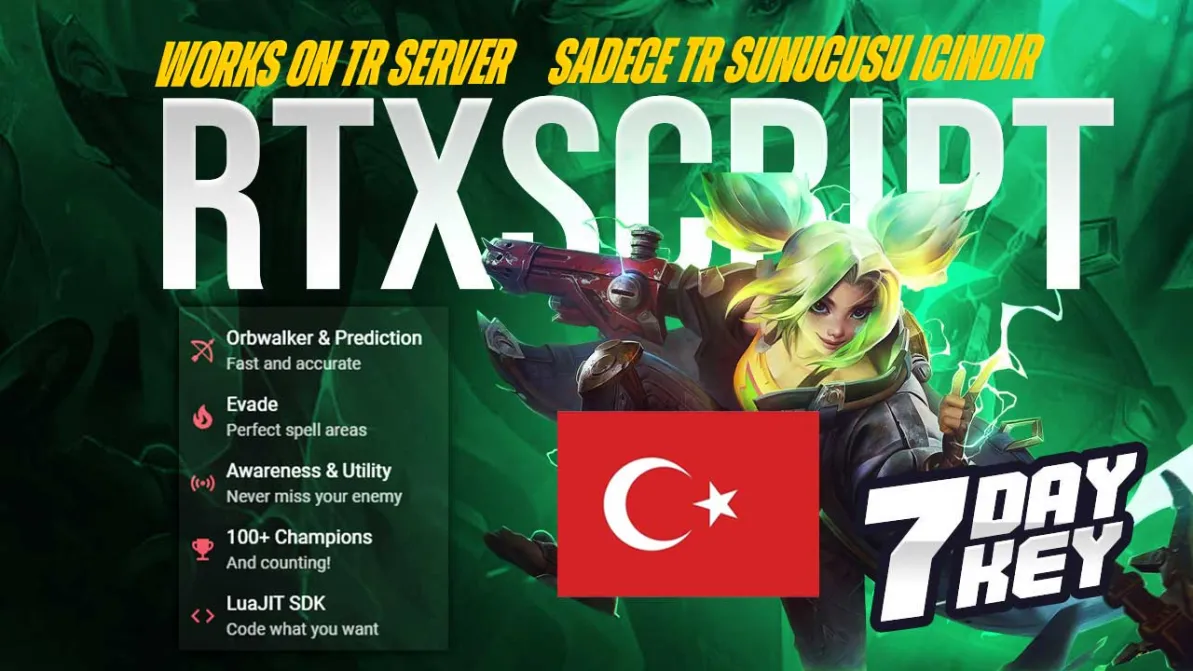 WORKS ON TR SERVER SADECE TR SUNUCUSU ICINDIR
RTXSCRIPT
Orbwalker & Prediction
Fast and accurate
Evade
Perfect spell areas
Awareness & Utility
Never miss your enemy
100+ Champions
And counting!
LuaJIT SDK
Code what you want
7 DAY
KEY